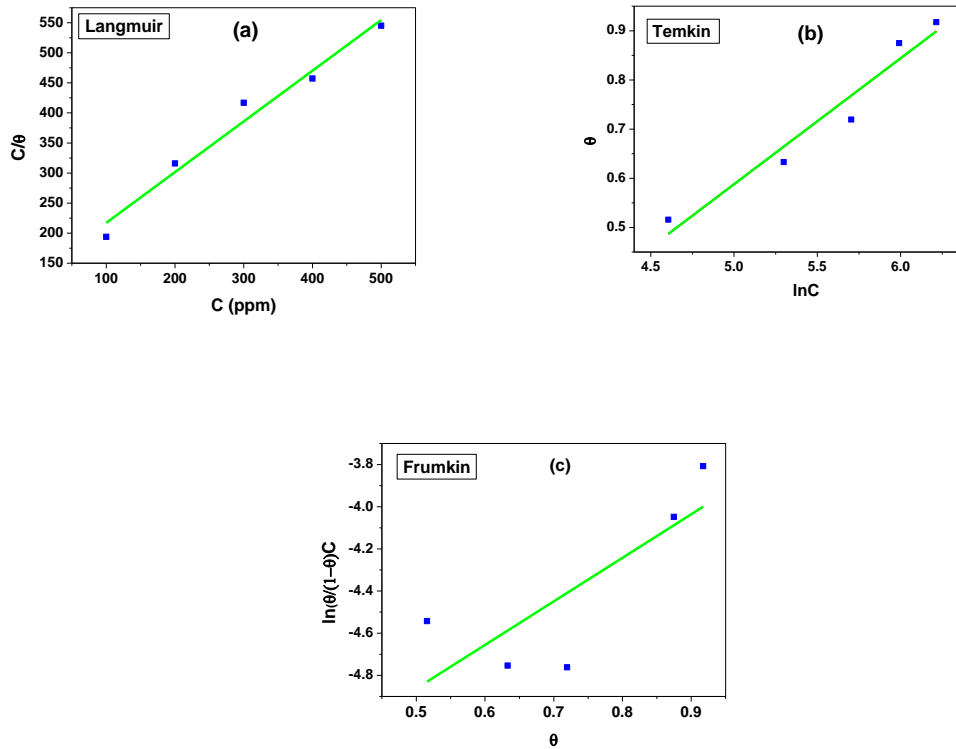 Langmuir
(a)
550
500
450
400
350
300
250
200
150
C/θ
100 200 300 400 500
C (ppm)
Temkin
(b)
0.9
0.8
0.7
0.6
0.5
θ
4.5 5.0 5.5 6.0
lnC
Frumkin
(c)
-3.8
-4.0
-4.2
-4.4
-4.6
-4.8
ln(θ/(1−θ)C
0.5 0.6 0.7 0.8 0.9
θ